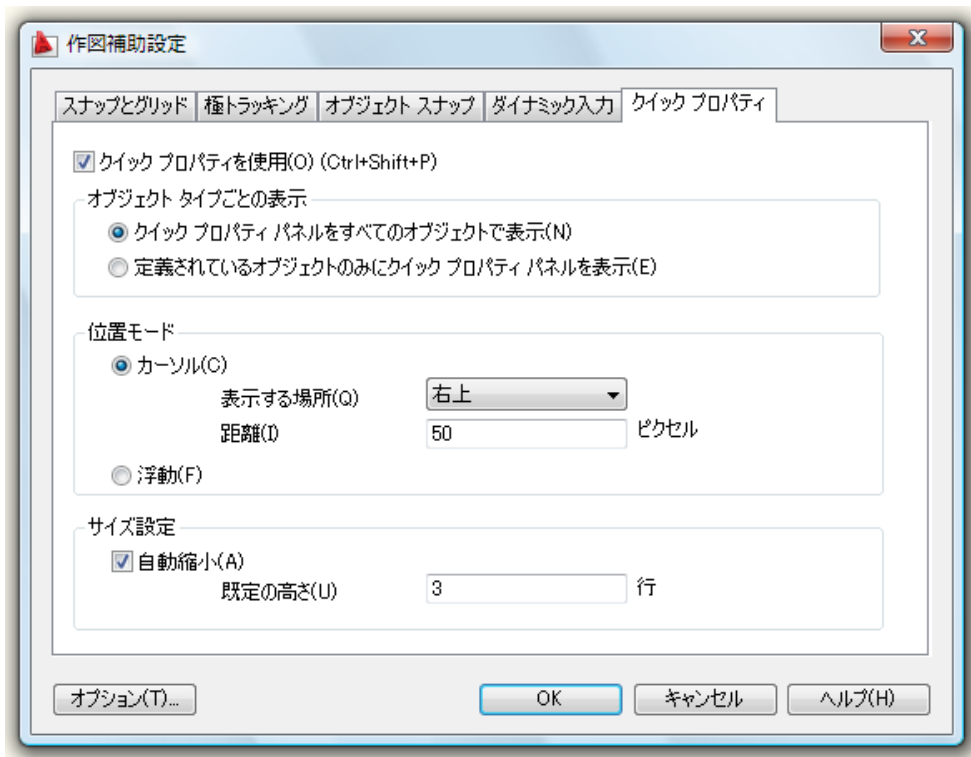 作図補助設定
スナップとグリッド 極トラッキング オブジェクト スナップ ダイナミック入力 クイック プロパティ
クイック プロパティを使用(O) (Ctrl+Shift+P)
オブジェクト タイプごとの表示
クイック プロパティ パネルをすべてのオブジェクトで表示(N)
定義されているオブジェクトのみにクイック プロパティ パネルを表示(E)
位置モード
カーソル(C)
表示する場所(Q) 右上
距離(I) 50 ピクセル
浮動(F)
サイズ設定
自動縮小(A)
既定の高さ(U) 3 行
オプション(T)... OK キャンセル ヘルプ(H)